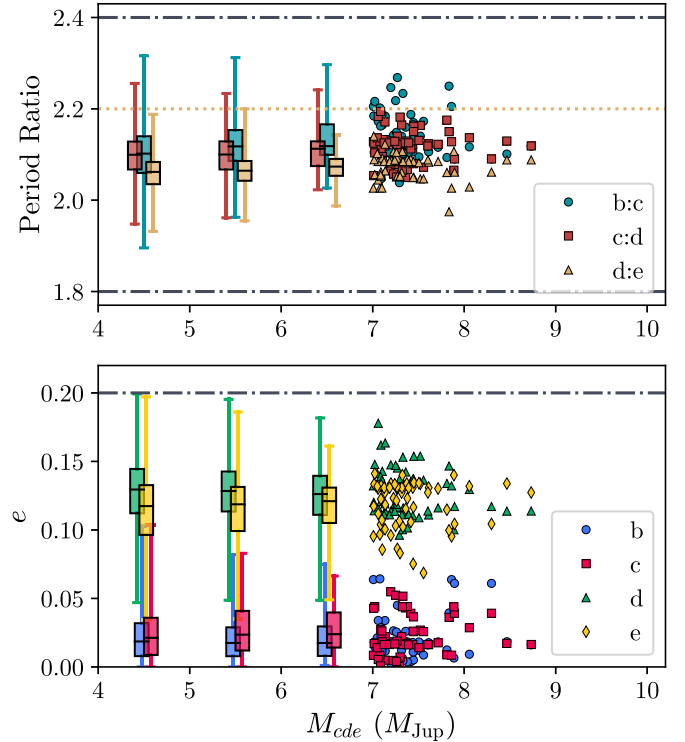 Period Ratio
2.4
2.2
2.0
1.8
4 5 6 7 8 9 10
b:c
c:d
d:e
e
0.20
0.15
0.10
0.05
0.00
4 5 6 7 8 9 10
b
c
d
e
M_cde (M_Jup)